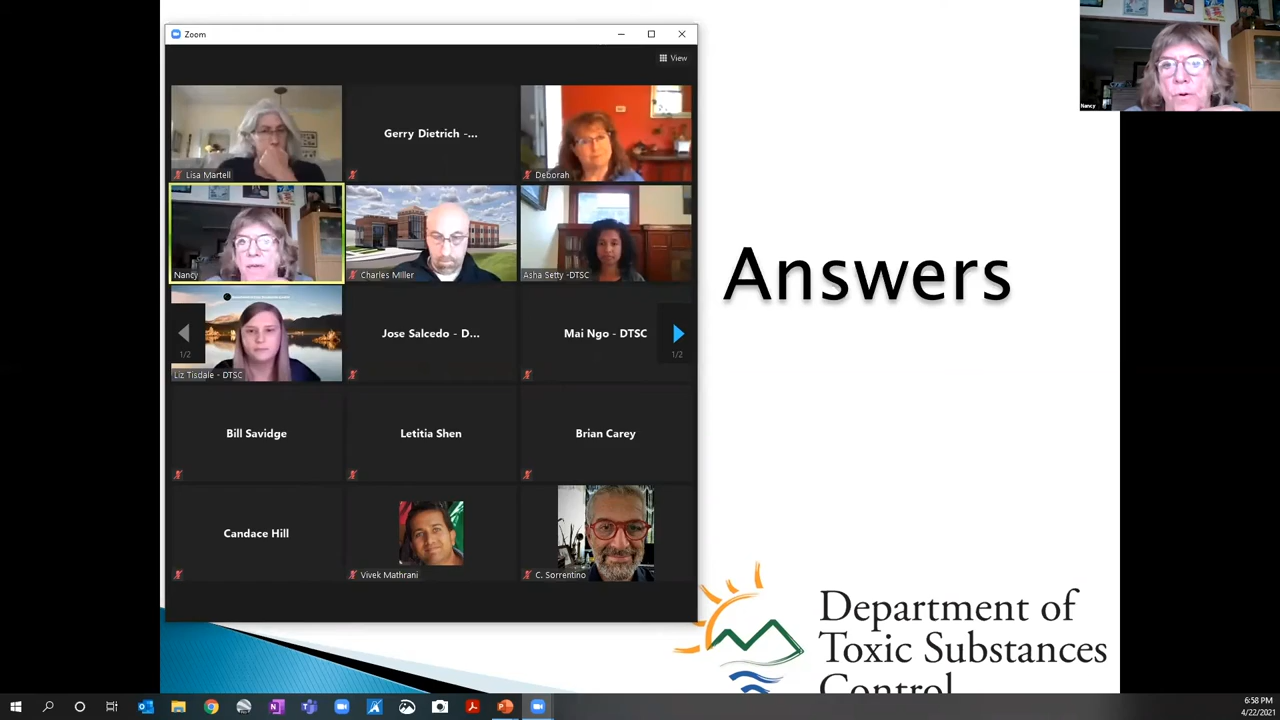 Zoom
View
Lisa Martell
Gerry Dietrich -...
Deborah
Nancy
Charles Miller
Asha Setty -DTSC
1/2
Liz Tisdale - DTSC
Jose Salcedo - D...
Mai Ngo - DTSC
1/2
Bill Savidge
Letitia Shen
Brian Carey
Candace Hill
Vivek Mathrani
C. Sorrentino
Nancy
Answers
Department of
Toxic Substances
Control
6:58 PM
4/22/2021